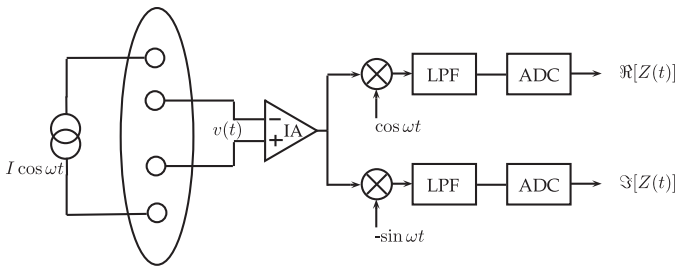 LPF
ADC
ℜ[Z(t)]
cos ωt
v(t)
−
IA
+
I cos ωt
LPF
ADC
ℑ[Z(t)]
-sin ωt